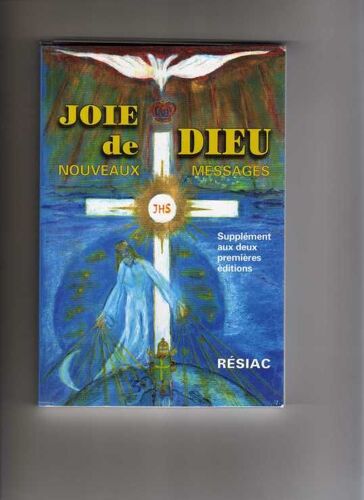 JOIE
de DIEU
NOUVEAUX MESSAGES
JHS
Supplément
aux deux
premières
éditions
RÉSIAC